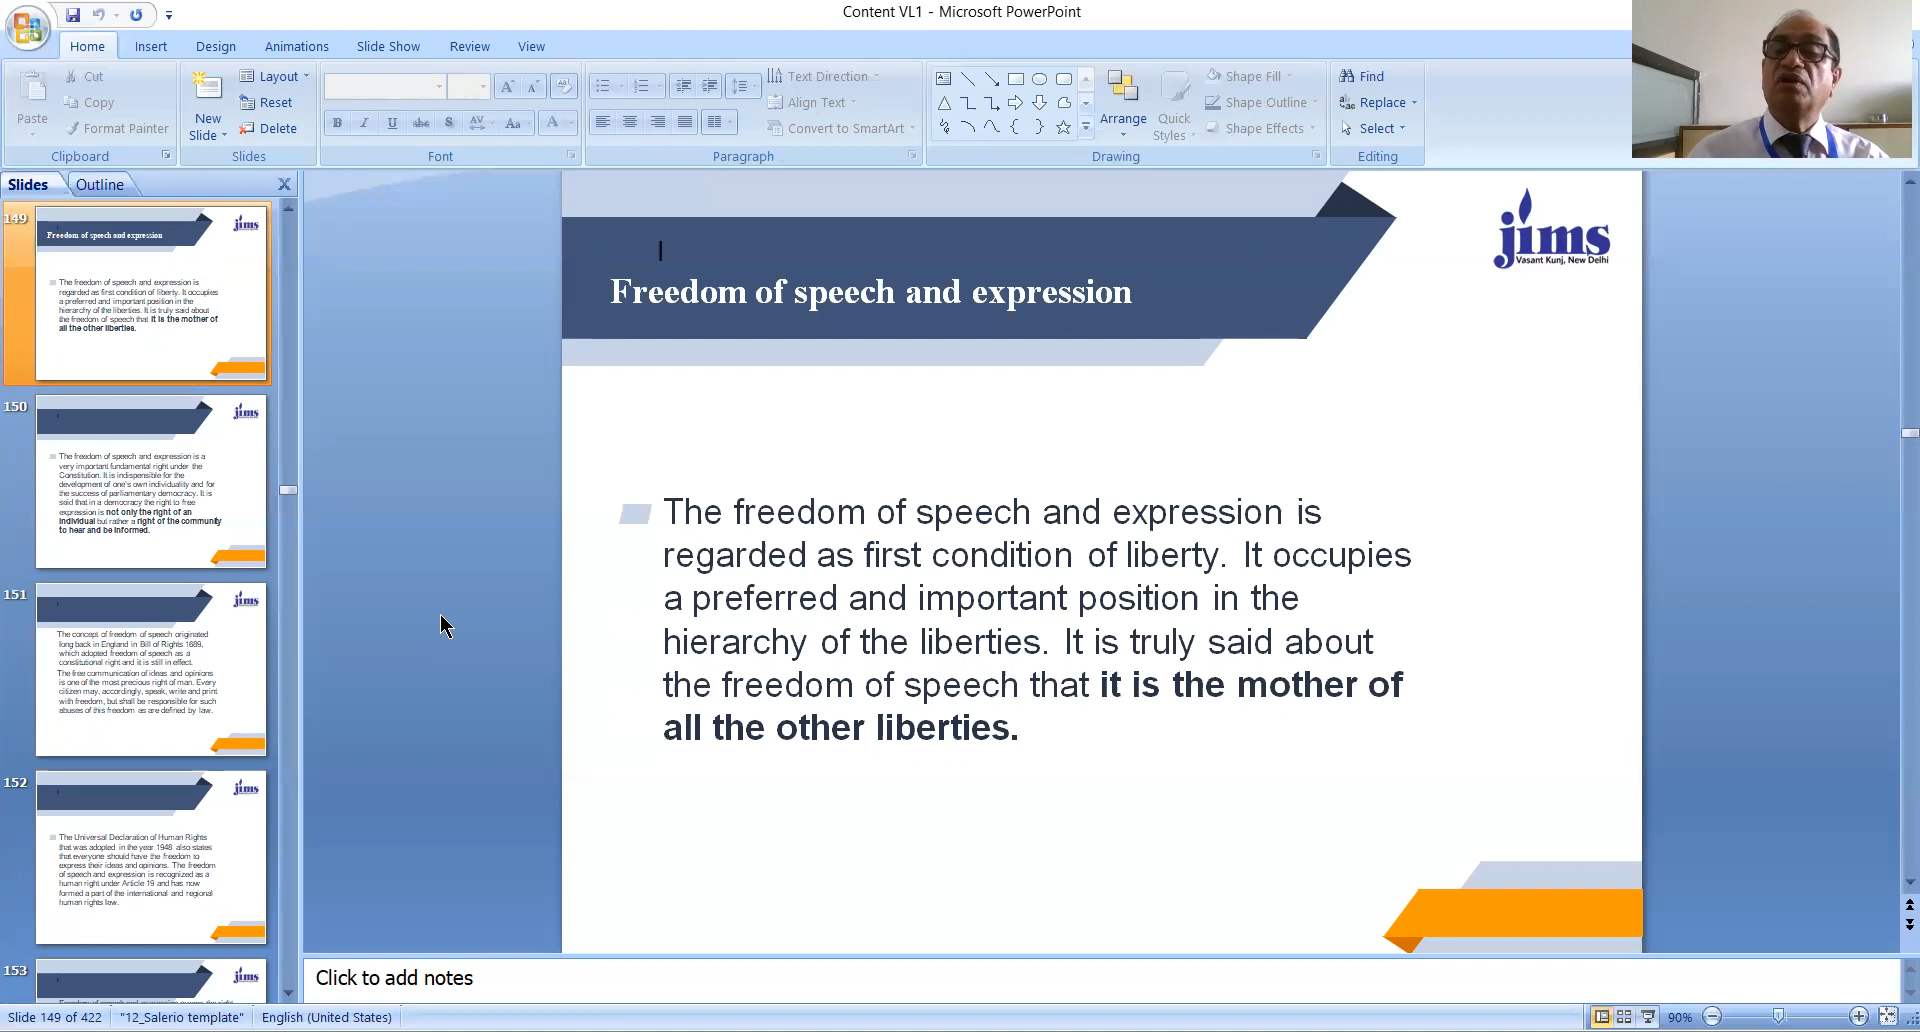 Content VL1 - Microsoft PowerPoint
Home Insert Design Animations Slide Show Review View
Paste
Cut
Copy
Format Painter
Clipboard
New Slide
Layout
Reset
Delete
Slides
B I U abc S AV Aa A
Font
Text Direction
Align Text
Convert to SmartArt
Paragraph
Arrange
Quick Styles
Shape Fill
Shape Outline
Shape Effects
Drawing
Find
Replace
Select
Editing
Slides Outline
149
Freedom of speech and expression
jims
The freedom of speech and expression is
regarded as first condition of liberty. It occupies
a preferred and important position in the
hierarchy of the liberties. It is truly said about
the freedom of speech that it is the mother of
all the other liberties.
150
jims
The freedom of speech and expression is a
very important fundamental right under the
Constitution. It is indispensible for the
development of one's own individuality and for
the success of parliamentary democracy. It is
said that in a democracy the right to free
expression is not only the right of an
individual but rather a right of the community
to hear and be informed.
151
jims
The concept of freedom of speech originated
long back in England in Bill of Rights 1689,
which adopted freedom of speech as a
constitutional right and it is still in effect.
The free communication of ideas and opinions
is one of the most precious right of man. Every
citizen may, accordingly, speak, write and print
with freedom, but shall be responsible for such
abuses of this freedom as are defined by law.
152
jims
The Universal Declaration of Human Rights
that was adopted in the year 1948 also states
that everyone should have the freedom to
express their ideas and opinions. The freedom
of speech and expression is recognized as a
human right under Article 19 and has now
formed a part of the international and regional
human rights law.
153
jims
Freedom of speech and expression
jims
Vasant Kunj, New Delhi
The freedom of speech and expression is
regarded as first condition of liberty. It occupies
a preferred and important position in the
hierarchy of the liberties. It is truly said about
the freedom of speech that it is the mother of
all the other liberties.
Click to add notes
Slide 149 of 422 "12_Salerio template" English (United States) 90%